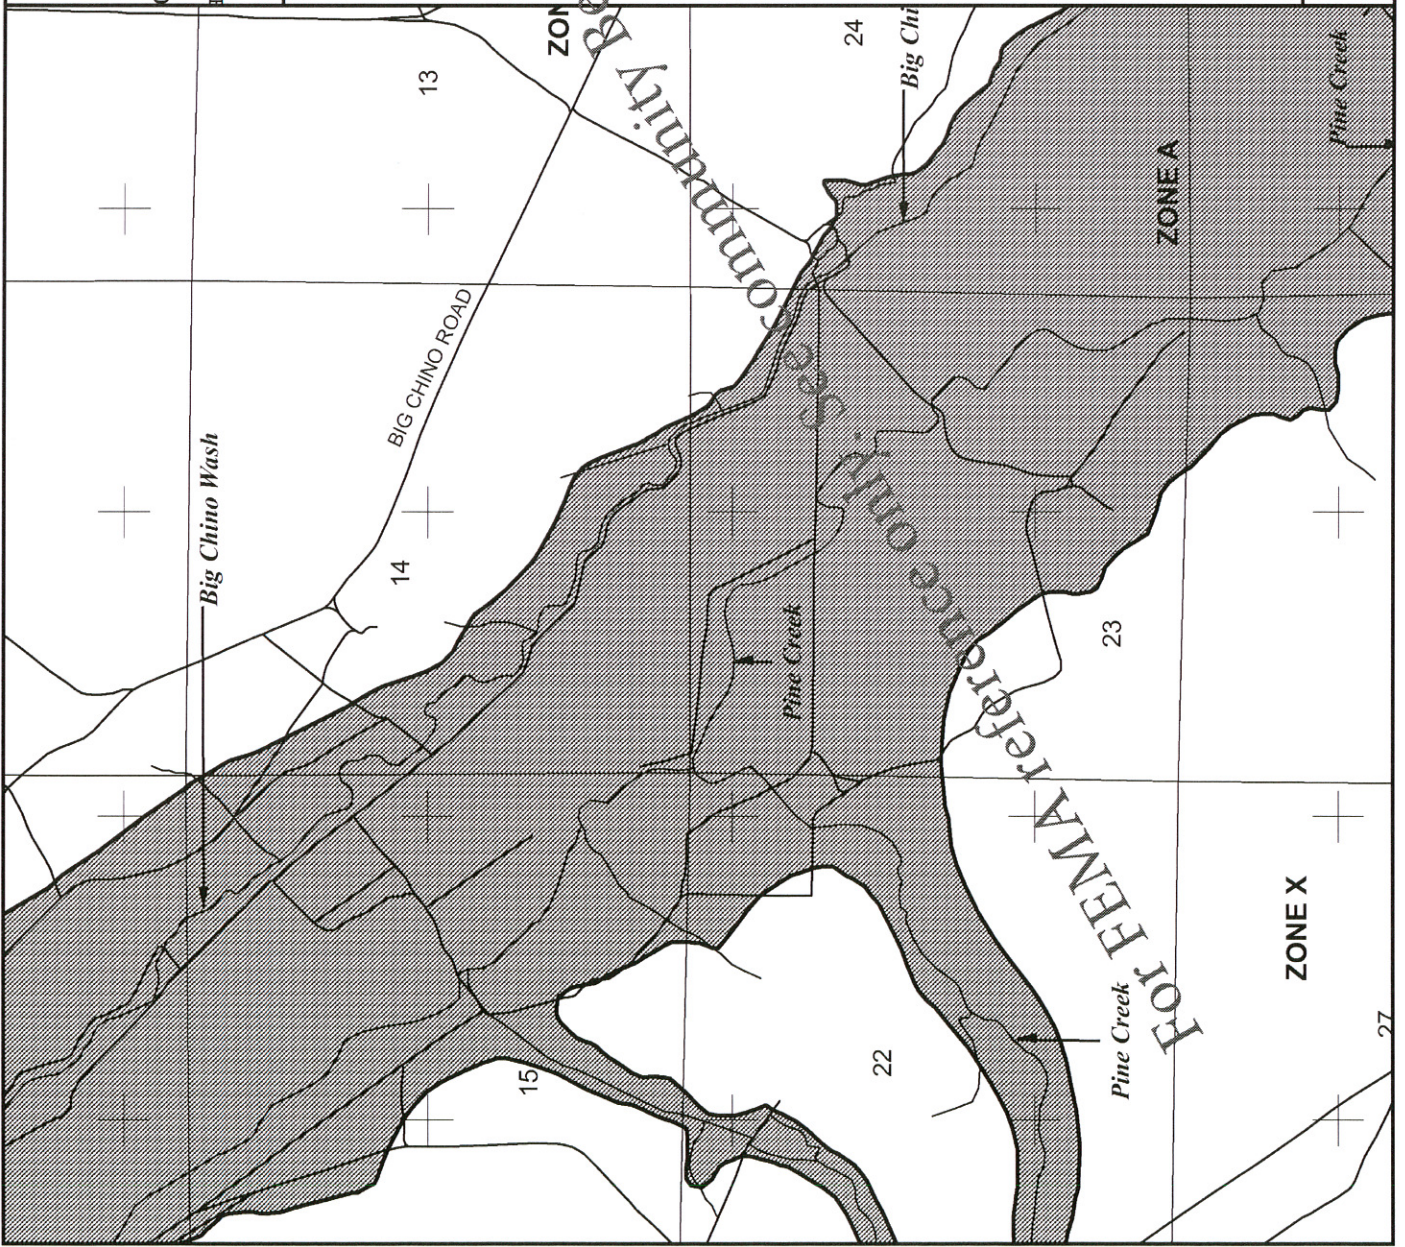 13
24
Big Chi
Pine Creek
ZON
ZONE A
BIG CHINO ROAD
Big Chino Wash
14
Pine Creek
23
For FEMA reference only. See Community Re
ZONE X
Pine Creek
15
22
27